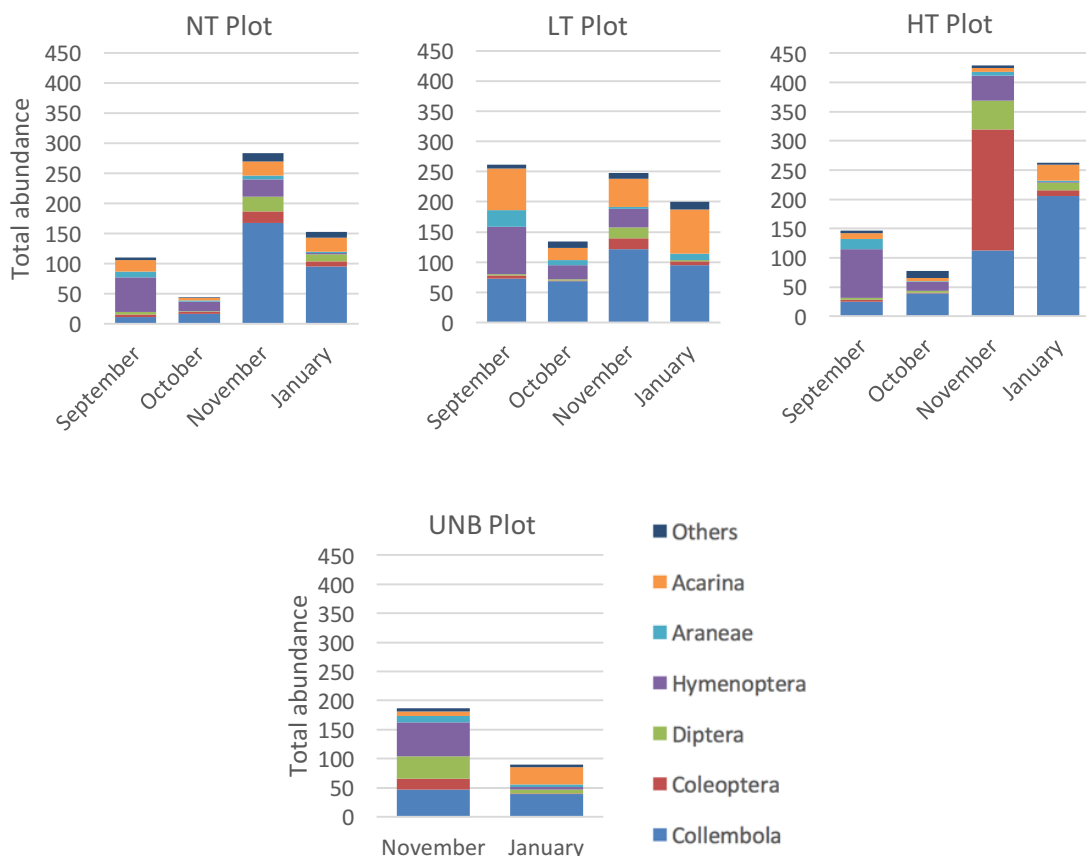 NT Plot
450
400
350
300
250
200
150
100
50
0
Total abundance
September
October
November
January
LT Plot
450
400
350
300
250
200
150
100
50
0
September
October
November
January
HT Plot
450
400
350
300
250
200
150
100
50
0
September
October
November
January
UNB Plot
450
400
350
300
250
200
150
100
50
0
Total abundance
November
January
Others
Acarina
Araneae
Hymenoptera
Diptera
Coleoptera
Collembola